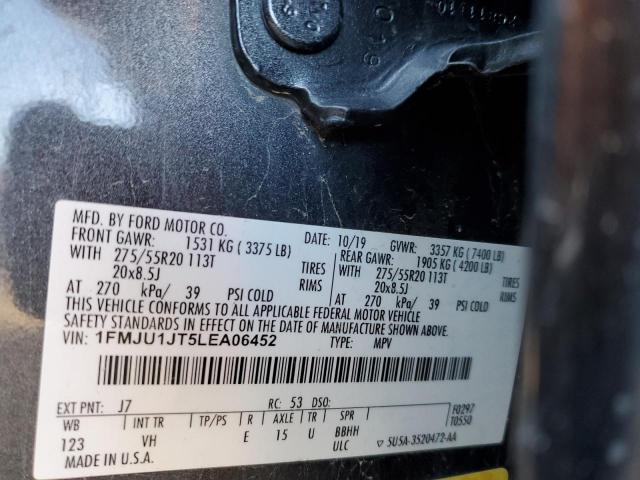 MFD. BY FORD MOTOR CO.
DATE: 10/19 GVWR: 3357 KG ( 7400 LB)
FRONT GAWR: 1531 KG ( 3375 LB)
REAR GAWR: 1905 KG ( 4200 LB)
WITH 275/55R20 113T TIRES
WITH 275/55R20 113T TIRES
20x8.5J RIMS
20x8.5J RIMS
AT 270 kPa/ 39 PSI COLD
AT 270 kPa/ 39 PSI COLD
THIS VEHICLE CONFORMS TO ALL APPLICABLE FEDERAL MOTOR VEHICLE
SAFETY STANDARDS IN EFFECT ON THE DATE OF MANUFACTURE SHOWN ABOVE.
VIN: 1FMJU1JT5LEA06452 TYPE: MPV
EXT PNT: J7 RC: 53 DSO:
F0297
T0550
WB INT TR TP/PS R AXLE TR SPR
123 VH E 15 U BBHH
ULC
5U5A-3520472-AA
MADE IN U.S.A.